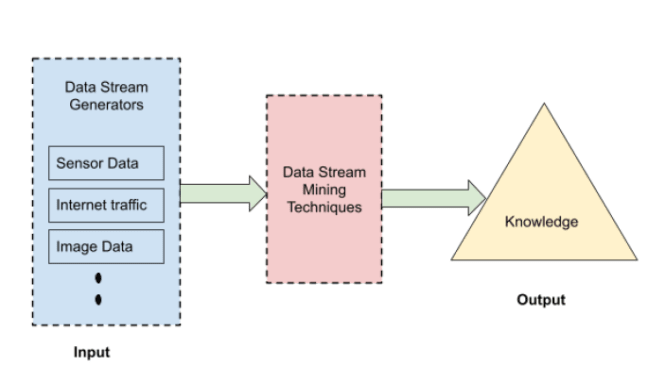 Data Stream
Generators
Sensor Data
Internet traffic
Image Data
Input
Data Stream
Mining
Techniques
Knowledge
Output